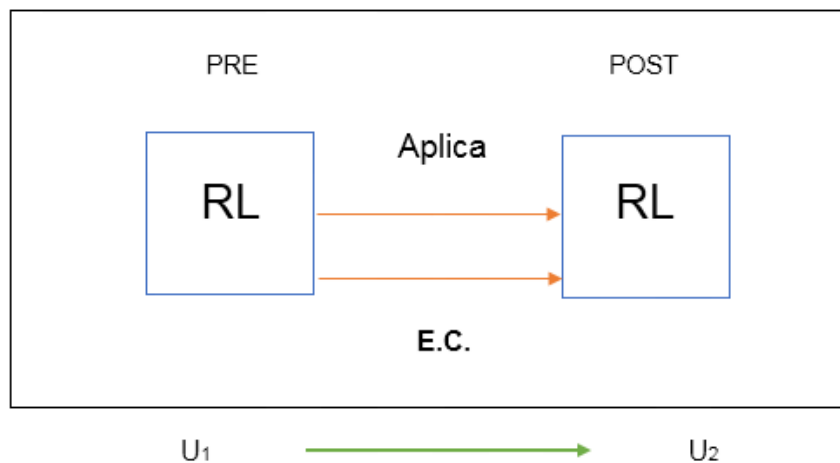 PRE POST
Aplica
RL RL
E.C.
U₁ U₂